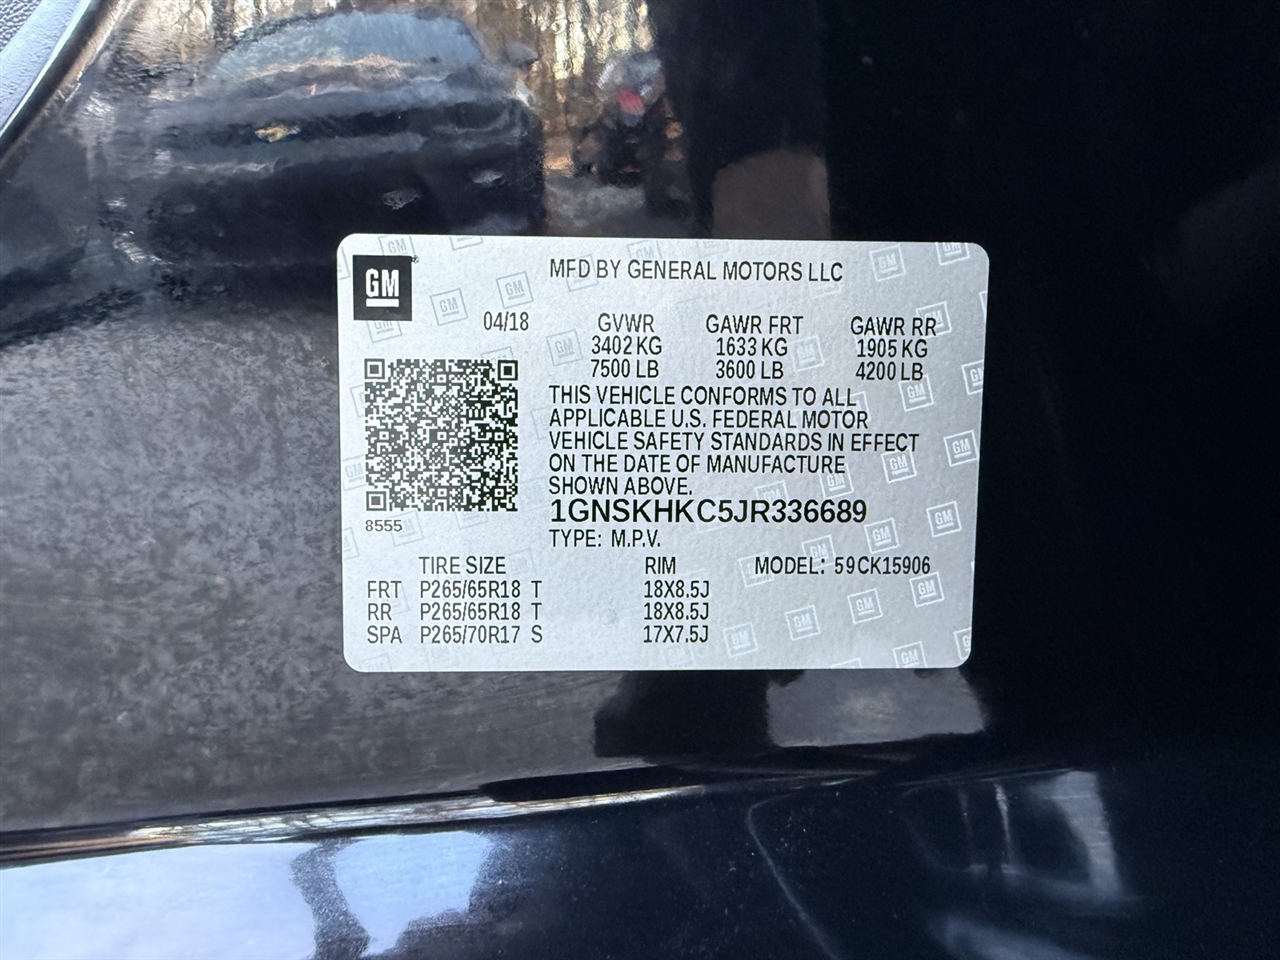 GM
MFD BY GENERAL MOTORS LLC
04/18 GVWR GAWR FRT GAWR RR
3402 KG 1633 KG 1905 KG
7500 LB 3600 LB 4200 LB
THIS VEHICLE CONFORMS TO ALL
APPLICABLE U.S. FEDERAL MOTOR
VEHICLE SAFETY STANDARDS IN EFFECT
ON THE DATE OF MANUFACTURE
SHOWN ABOVE.
8555
1GNSKHKC5JR336689
TYPE: M.P.V.
TIRE SIZE RIM MODEL: 59CK15906
FRT P265/65R18 T 18X8.5J
RR P265/65R18 T 18X8.5J
SPA P265/70R17 S 17X7.5J